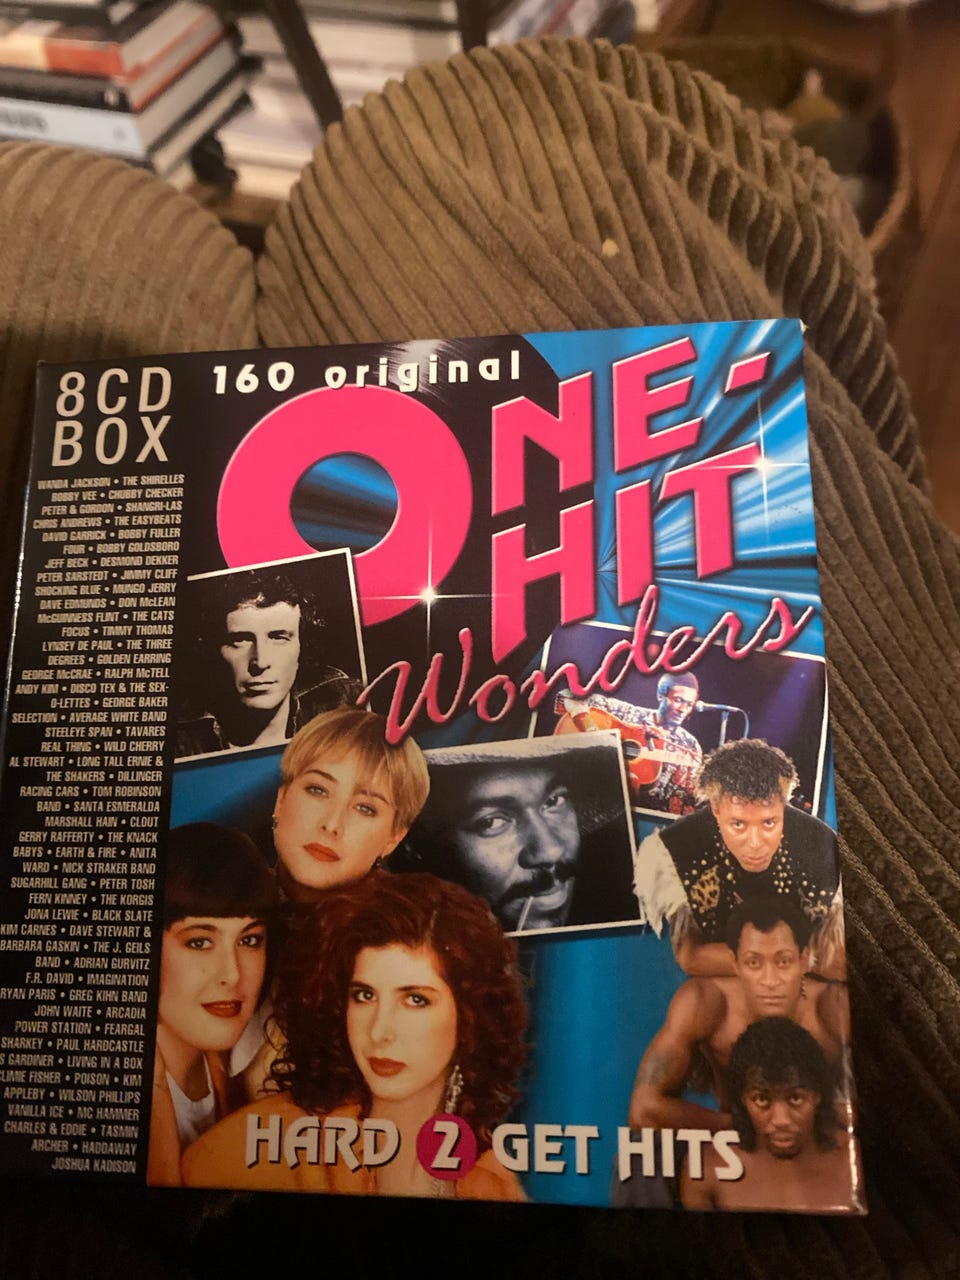 8CD
BOX
160 original
ONE-
HIT
Wonders
WANDA JACKSON • THE SHIRELLES
BOBBY VEE • CHUBBY CHECKER
PETER & GORDON • SHANGRI-LAS
CHRIS ANDREWS • THE EASYBEATS
DAVID GARRICK • BOBBY FULLER
FOUR • BOBBY GOLDSBORO
JEFF BECK • DESMOND DEKKER
PETER SARSTEDT • JIMMY CLIFF
SHOCKING BLUE • MUNGO JERRY
DAVE EDMUNDS • DON McLEAN
McGUINNESS FLINT • THE CATS
FOCUS • TIMMY THOMAS
LYNSEY DE PAUL • THE THREE
DEGREES • GOLDEN EARRING
GEORGE McCRAE • RALPH McTELL
ANDY KIM • DISCO TEX & THE SEX-
O-LETTES • GEORGE BAKER
SELECTION • AVERAGE WHITE BAND
STEELEYE SPAN • TAVARES
REAL THING • WILD CHERRY
AL STEWART • LONG TALL ERNIE &
THE SHAKERS • DILLINGER
RACING CARS • TOM ROBINSON
BAND • SANTA ESMERALDA
MARSHALL HAIN • CLOUT
GERRY RAFFERTY • THE KNACK
BABYS • EARTH & FIRE • ANITA
WARD • NICK STRAKER BAND
SUGARHILL GANG • PETER TOSH
FERN KINNEY • THE KORGIS
JONA LEWIE • BLACK SLATE
KIM CARNES • DAVE STEWART &
BARBARA GASKIN • THE J. GEILS
BAND • ADRIAN GURVITZ
F.R. DAVID • IMAGINATION
RYAN PARIS • GREG KIHN BAND
JOHN WAITE • ARCADIA
POWER STATION • FEARGAL
SHARKEY • PAUL HARDCASTLE
S GARDINER • LIVING IN A BOX
CLIMIE FISHER • POISON • KIM
APPLEBY • WILSON PHILLIPS
VANILLA ICE • MC HAMMER
CHARLES & EDDIE • TASMIN
ARCHER • HADDAWAY
JOSHUA KADISON
HARD 2 GET HITS